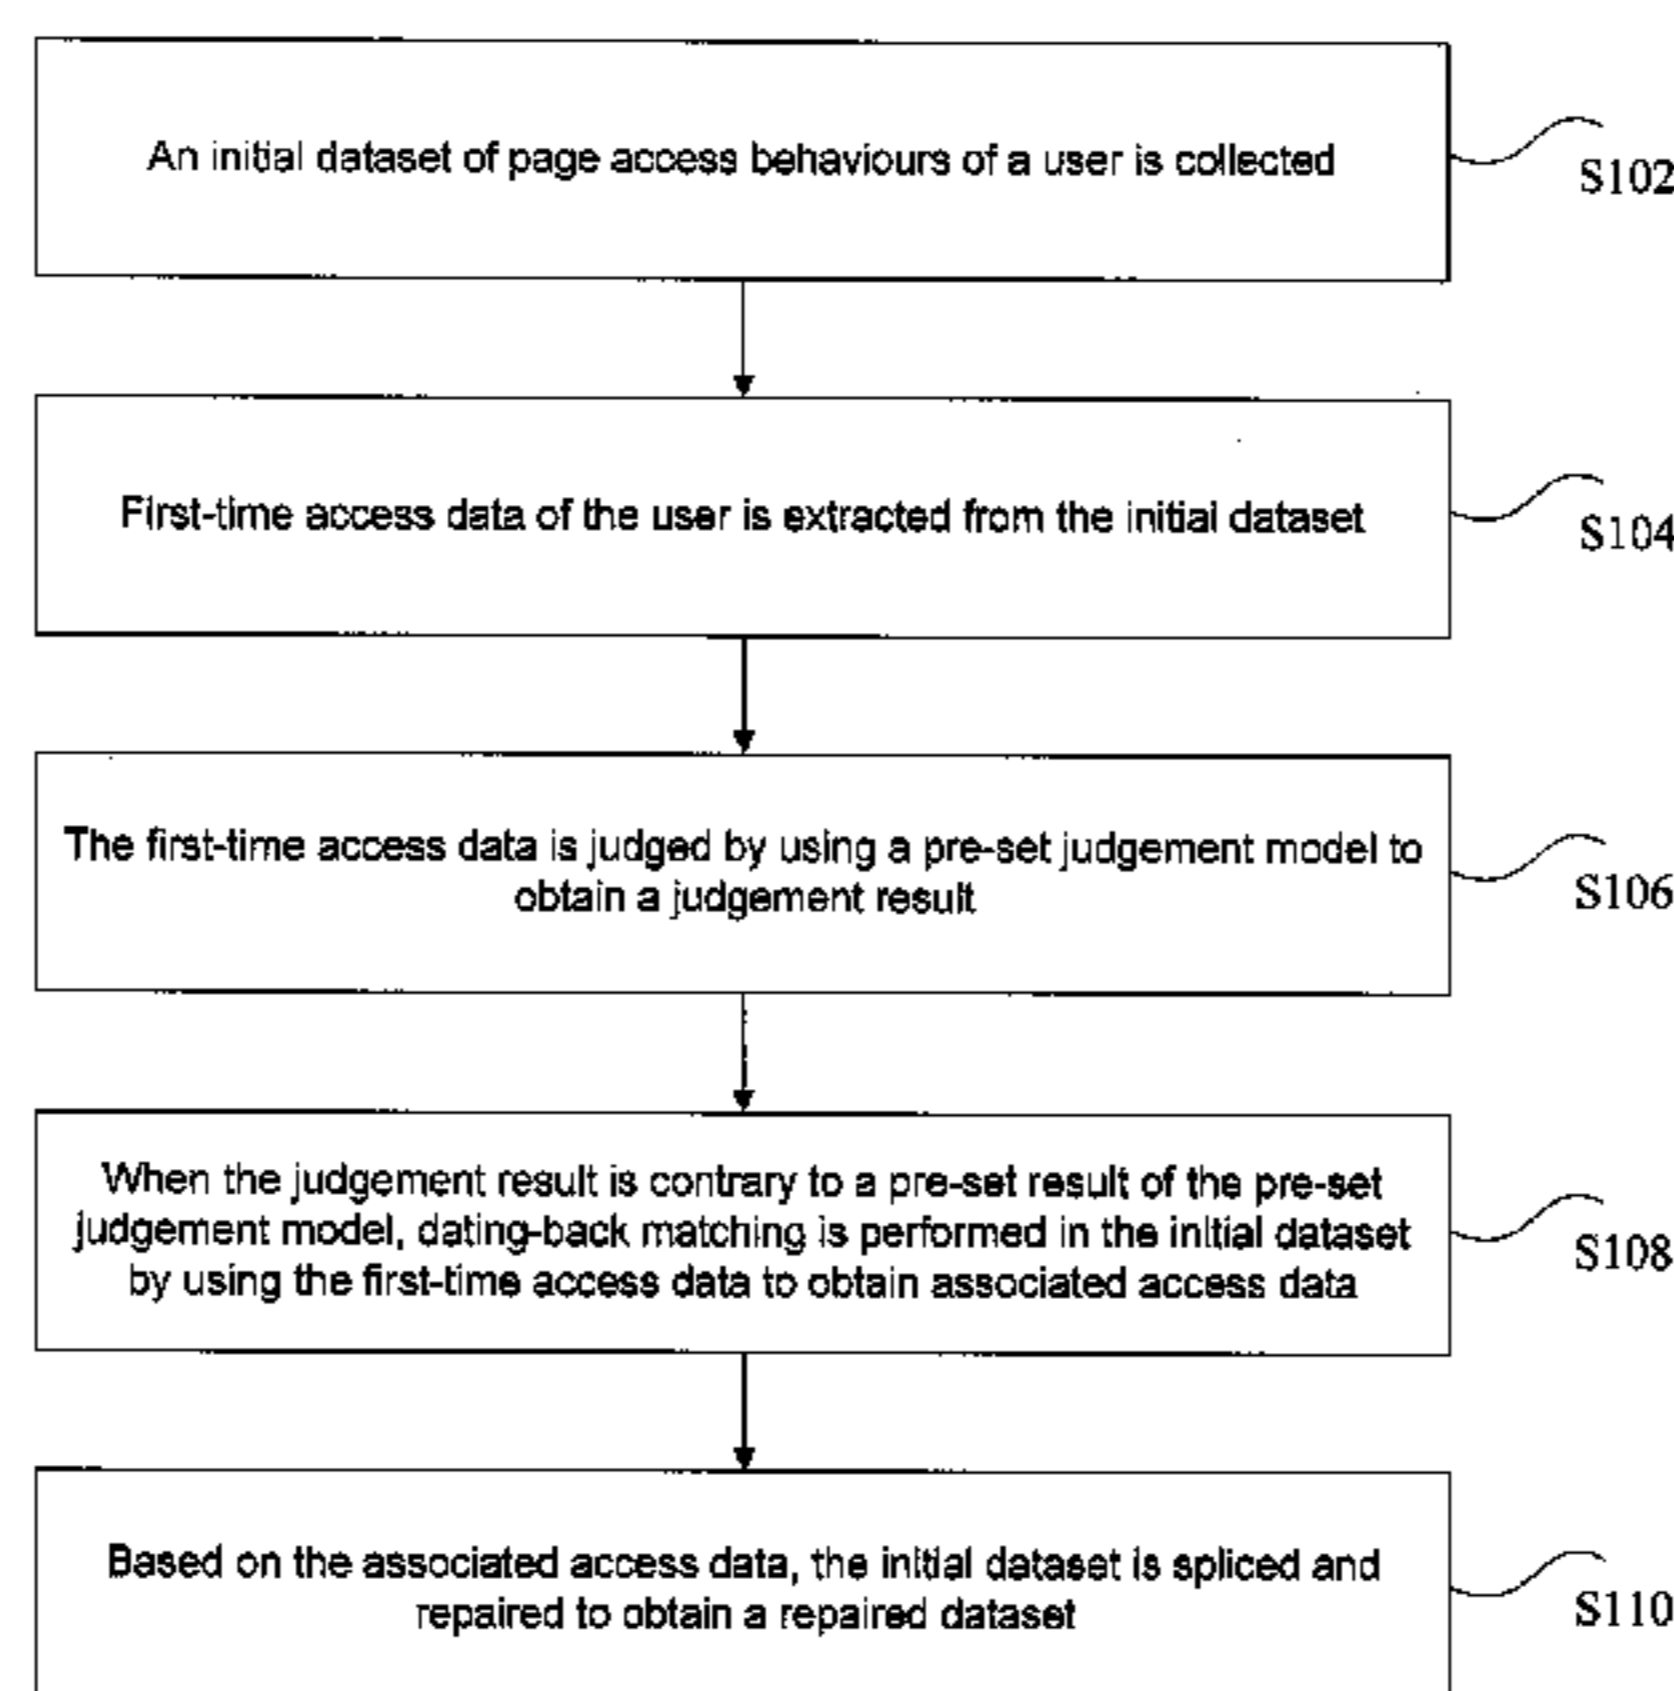 An initial dataset of page access behaviours of a user is collected
S102
First-time access data of the user is extracted from the initial dataset
S104
The first-time access data is judged by using a pre-set judgement model to
obtain a judgement result
S106
When the judgement result is contrary to a pre-set result of the pre-set
judgement model, dating-back matching is performed in the initial dataset
by using the first-time access data to obtain associated access data
S108
Based on the associated access data, the initial dataset is spliced and
repaired to obtain a repaired dataset
S110